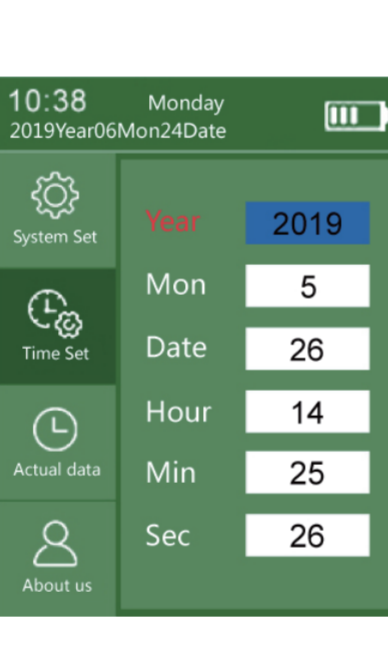 10:38 Monday
2019Year06Mon24Date
System Set
Time Set
Actual data
About us
Year 2019
Mon 5
Date 26
Hour 14
Min 25
Sec 26